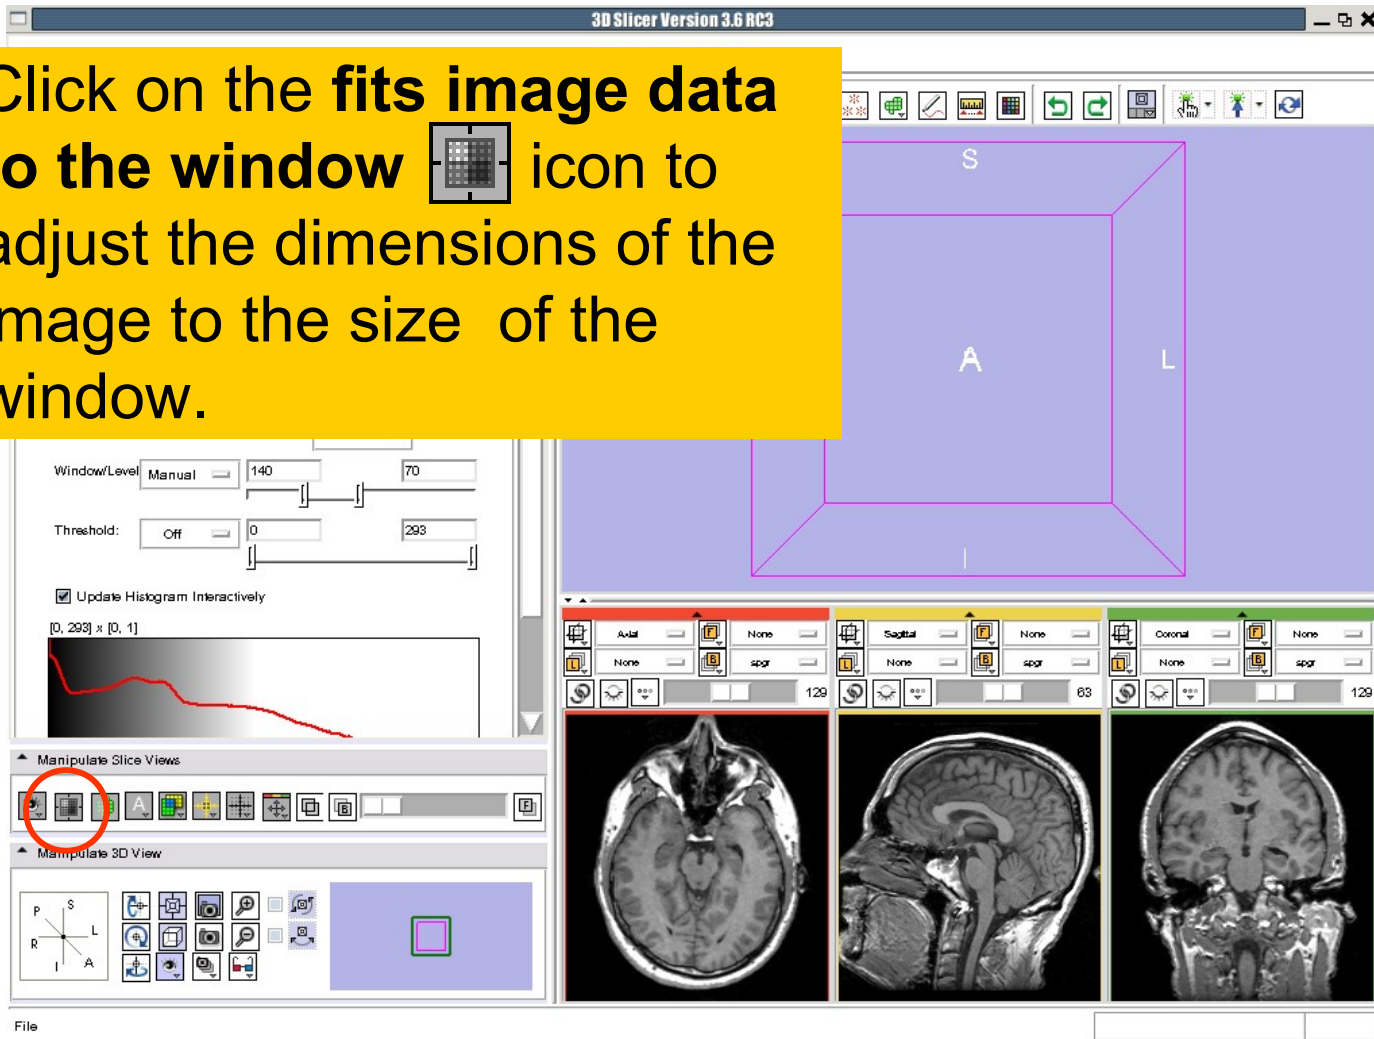 3D Slicer Version 3.6 RC3
Click on the fits image data
to the window icon to
adjust the dimensions of the
image to the size of the
window.
S
A
L
I
Window/Level Manual 140 70
Threshold: Off 0 293
Update Histogram Interactively
[0, 293] x [0, 1]
Axial F None
L None B spgr
129
Sagittal F None
L None B spgr
63
Coronal F None
L None B spgr
129
Manipulate Slice Views
A B F
Manipulate 3D View
P S
R L
I A
File